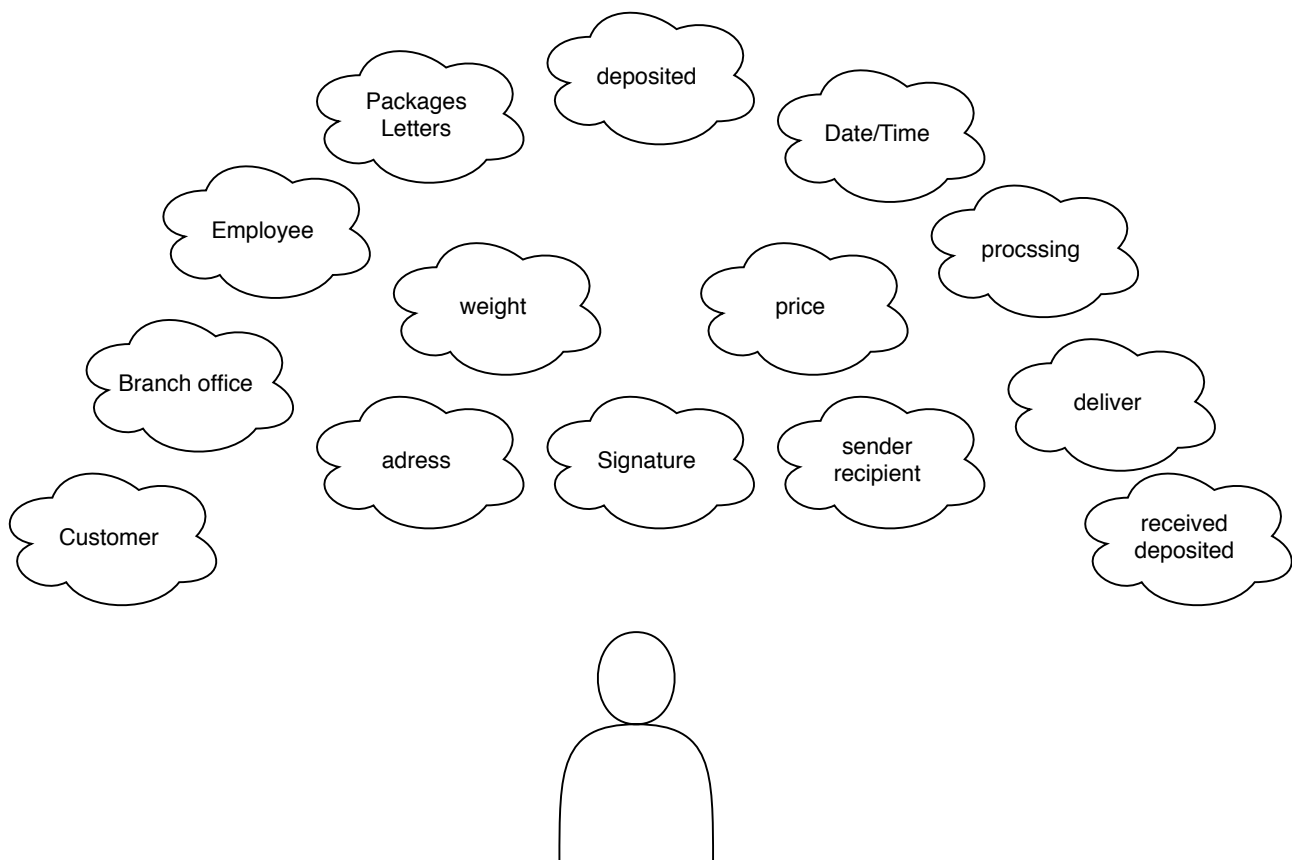 deposited
Packages
Letters
Date/Time
Employee
procssing
weight
price
Branch office
deliver
adress
Signature
sender
recipient
Customer
received
deposited